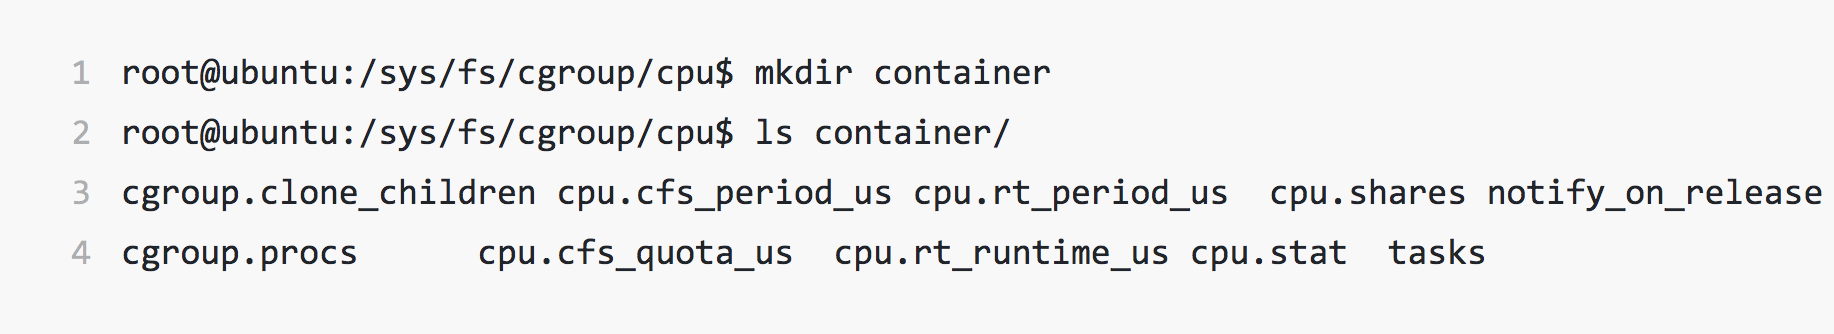 1 root@ubuntu:/sys/fs/cgroup/cpu$ mkdir container
2 root@ubuntu:/sys/fs/cgroup/cpu$ ls container/
3 cgroup.clone_children cpu.cfs_period_us cpu.rt_period_us  cpu.shares notify_on_release
4 cgroup.procs      cpu.cfs_quota_us  cpu.rt_runtime_us cpu.stat  tasks